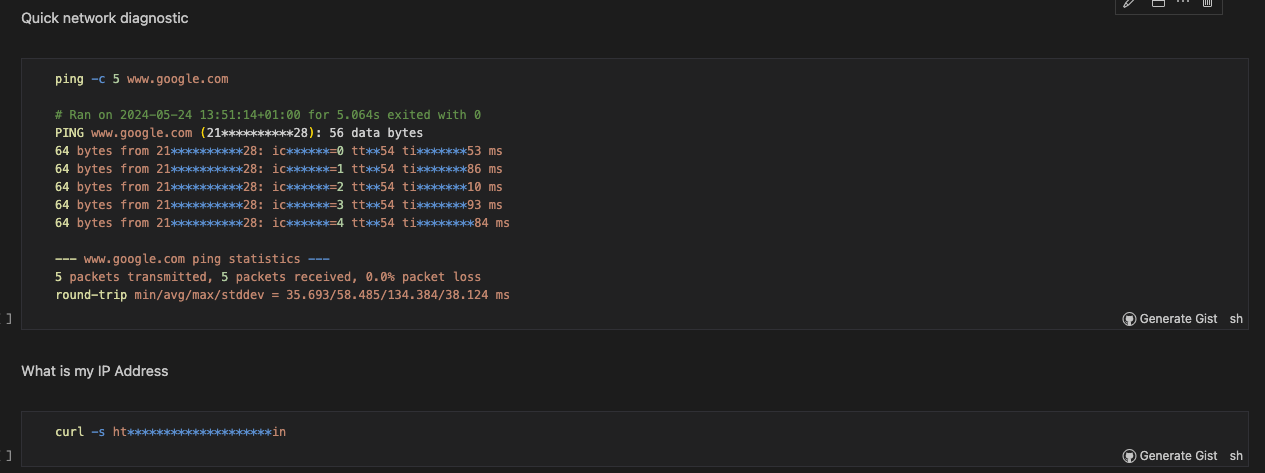 Quick network diagnostic
ping -c 5 www.google.com
# Ran on 2024-05-24 13:51:14+01:00 for 5.064s exited with 0
PING www.google.com (21**********28): 56 data bytes
64 bytes from 21**********28: ic******=0 tt**54 ti*******53 ms
64 bytes from 21**********28: ic******=1 tt**54 ti*******86 ms
64 bytes from 21**********28: ic******=2 tt**54 ti*******10 ms
64 bytes from 21**********28: ic******=3 tt**54 ti*******93 ms
64 bytes from 21**********28: ic******=4 tt**54 ti********84 ms
--- www.google.com ping statistics ---
5 packets transmitted, 5 packets received, 0.0% packet loss
round-trip min/avg/max/stddev = 35.693/58.485/134.384/38.124 ms
[ ] Generate Gist sh
What is my IP Address
curl -s ht********************in
[ ] Generate Gist sh